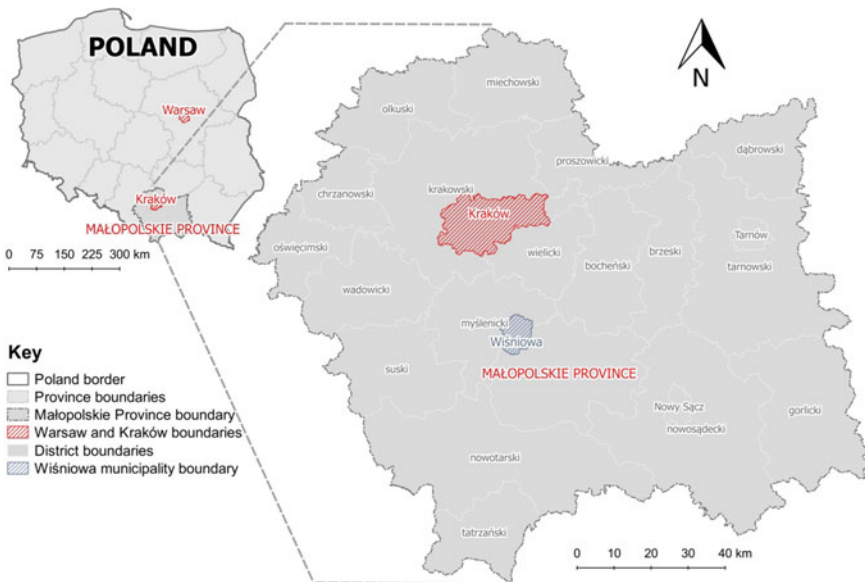 POLAND
Warsaw
Kraków
MAŁOPOLSKIE PROVINCE
0 75 150 225 300 km
Key
Poland border
Province boundaries
Małopolskie Province boundary
Warsaw and Kraków boundaries
District boundaries
Wiśniowa municipality boundary
N
miechowski
olkuski
dąbrowski
proszowicki
chrzanowski
krakowski
Kraków
Tarnów
oświęcimski
wielicki
brzeski
bocheński
tarnowski
wadowicki
myślenicki
Wiśniowa
suski
MAŁOPOLSKIE PROVINCE
Nowy Sącz
gorlicki
nowosądecki
nowotarski
tatrzański
0 10 20 30 40 km